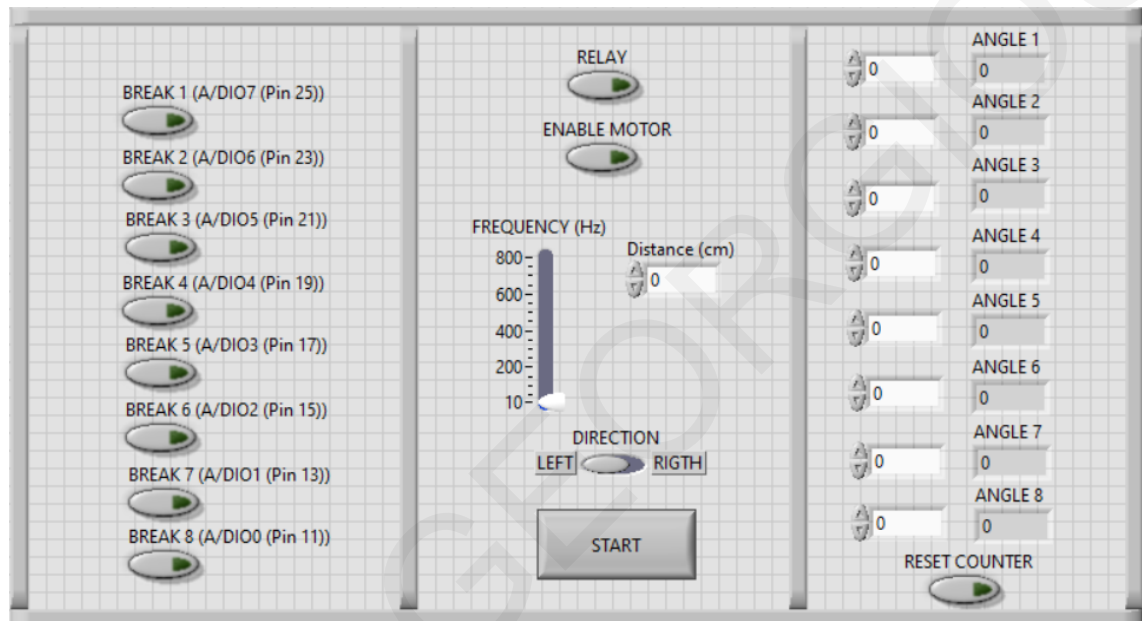 BREAK 1 (A/DIO7 (Pin 25))
BREAK 2 (A/DIO6 (Pin 23))
BREAK 3 (A/DIO5 (Pin 21))
BREAK 4 (A/DIO4 (Pin 19))
BREAK 5 (A/DIO3 (Pin 17))
BREAK 6 (A/DIO2 (Pin 15))
BREAK 7 (A/DIO1 (Pin 13))
BREAK 8 (A/DIO0 (Pin 11))
RELAY
ENABLE MOTOR
FREQUENCY (Hz)
800
600
400
200
10
Distance (cm)
0
DIRECTION
LEFT RIGTH
START
ANGLE 1
0 0
ANGLE 2
0 0
ANGLE 3
0 0
ANGLE 4
0 0
ANGLE 5
0 0
ANGLE 6
0 0
ANGLE 7
0 0
ANGLE 8
0 0
RESET COUNTER
GEORGIO